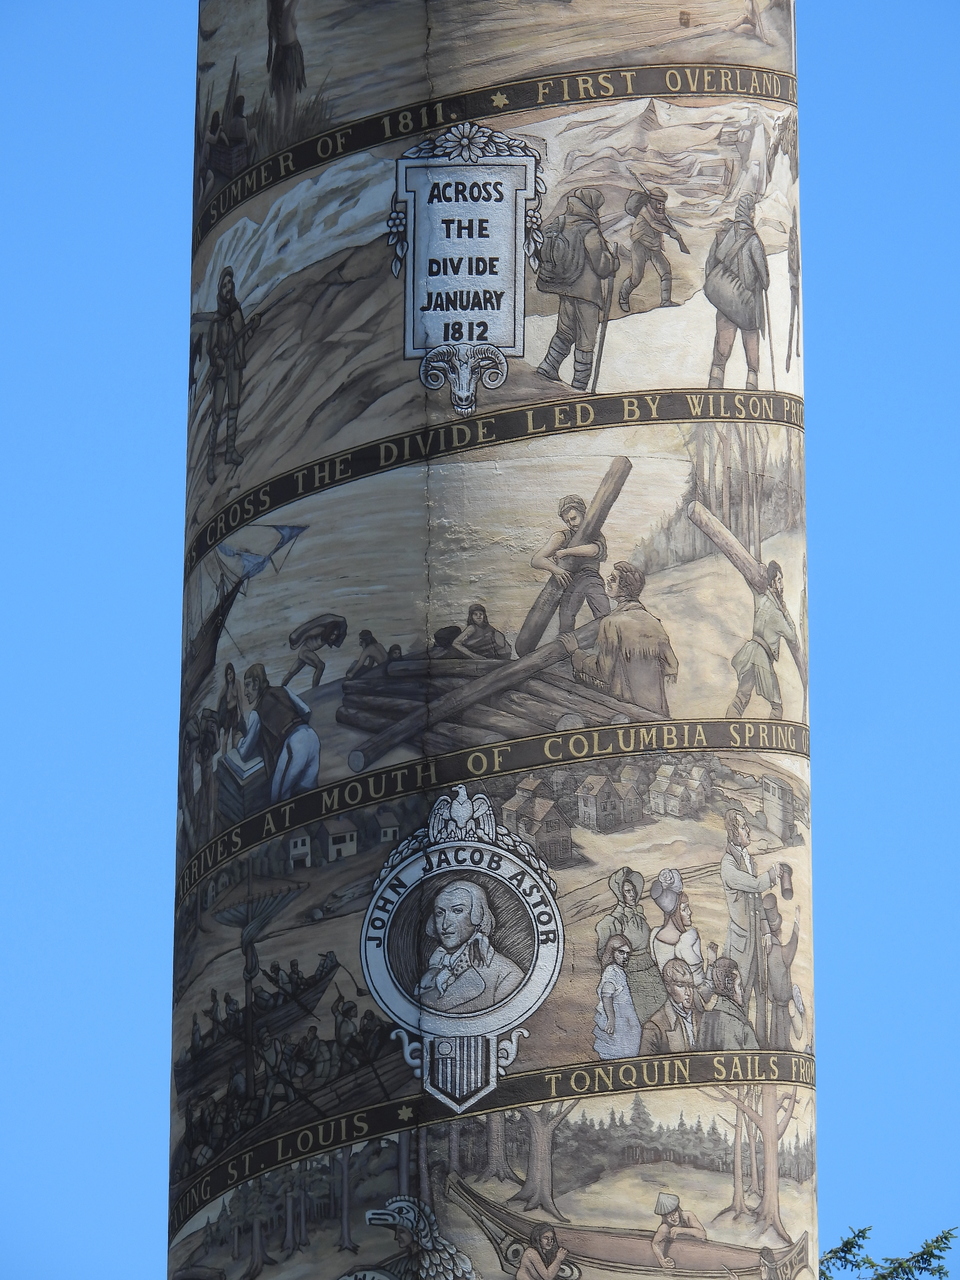 SUMMER OF 1811. ★ FIRST OVERLAND
ACROSS
THE
DIVIDE
JANUARY
1812
CROSS THE DIVIDE LED BY WILSON
AT MOUTH OF COLUMBIA SPRING
JOHN JACOB ASTOR
ST. LOUIS ★ TONQUIN SAILS FROM